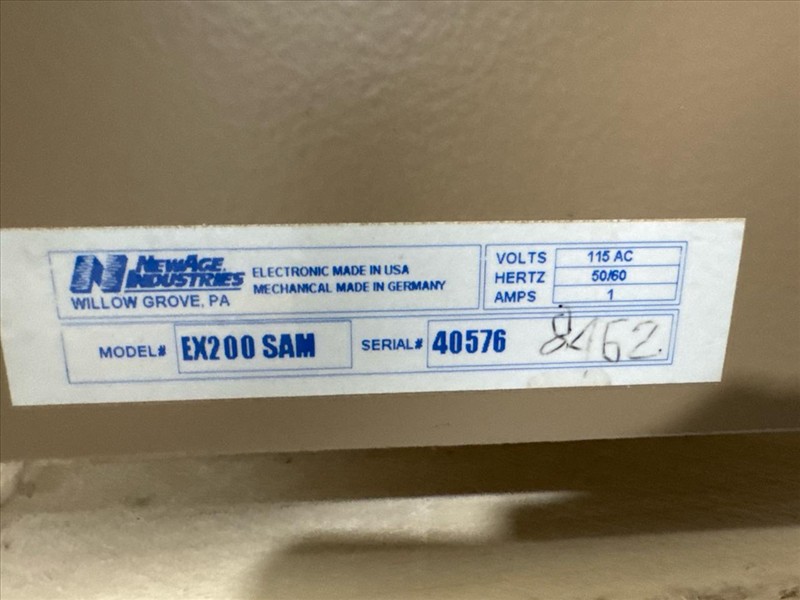 NEWAGE
INDUSTRIES
WILLOW GROVE, PA
ELECTRONIC MADE IN USA
MECHANICAL MADE IN GERMANY
VOLTS 115 AC
HERTZ 50/60
AMPS 1
MODEL# EX200 SAM SERIAL# 40576 8462